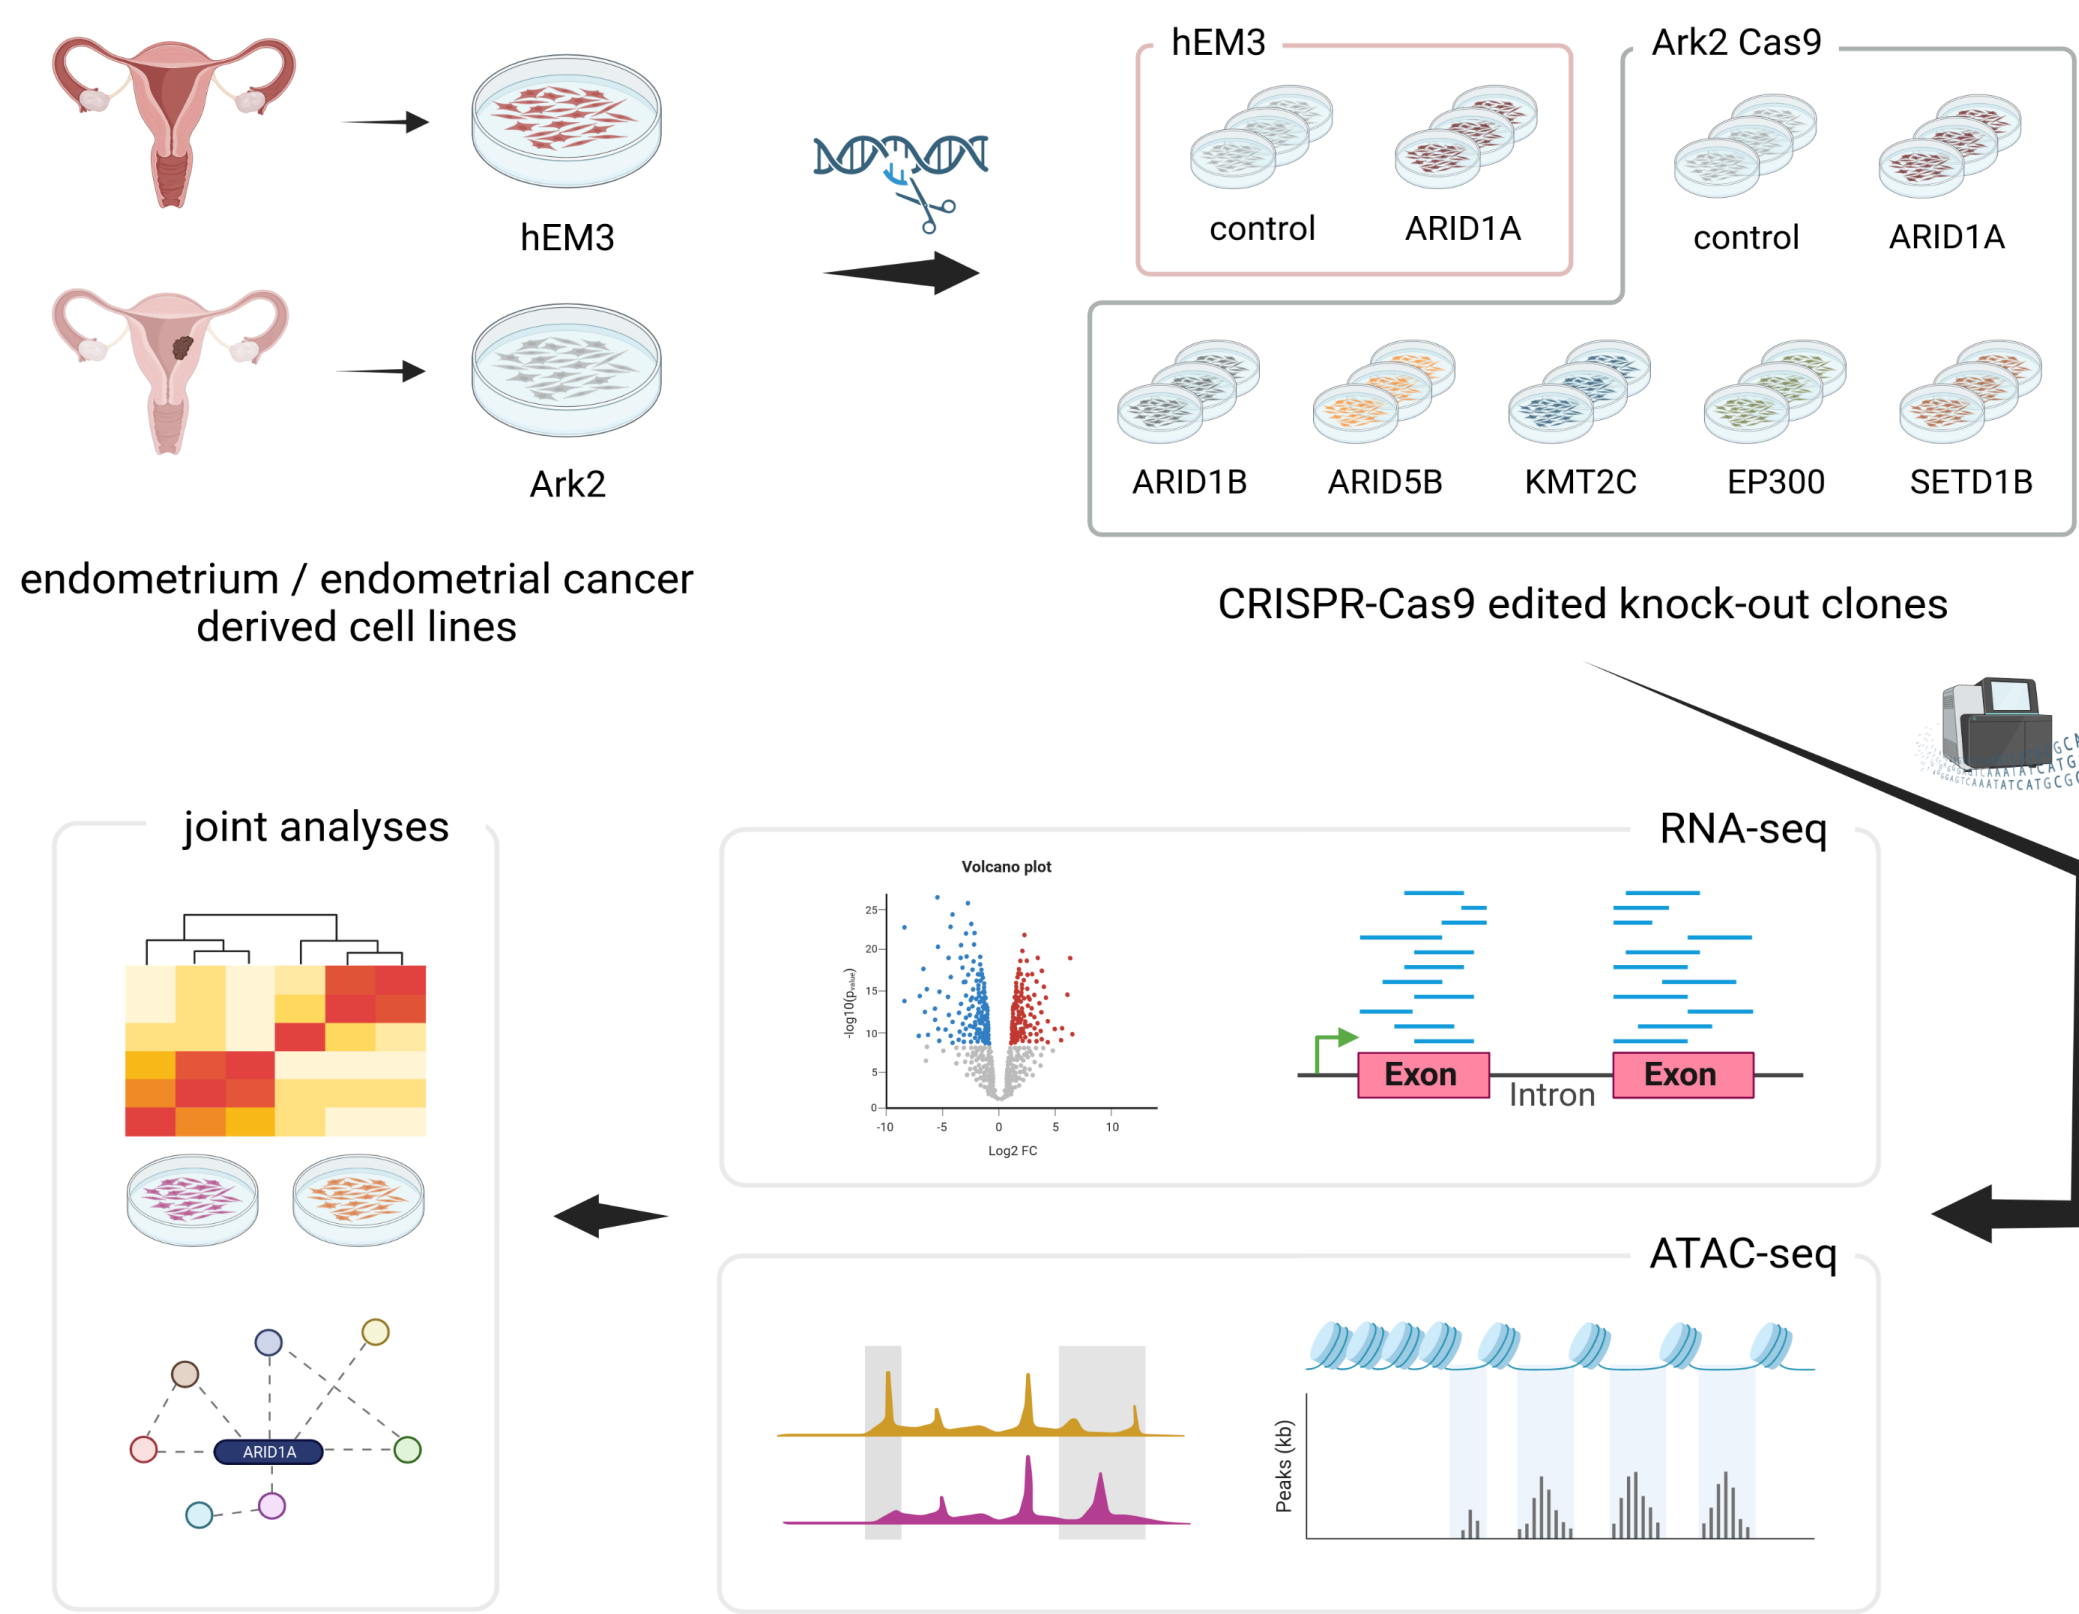 hEM3
Ark2
endometrium / endometrial cancer
derived cell lines
hEM3
control
ARID1A
Ark2 Cas9
control
ARID1A
ARID1B
ARID5B
KMT2C
EP300
SETD1B
CRISPR-Cas9 edited knock-out clones
joint analyses
ARID1A
RNA-seq
Volcano plot
-log10(pvalue)
25
20
15
10
5
0
-10
-5
0
5
10
Log2 FC
Exon
Intron
Exon
ATAC-seq
Peaks (kb)